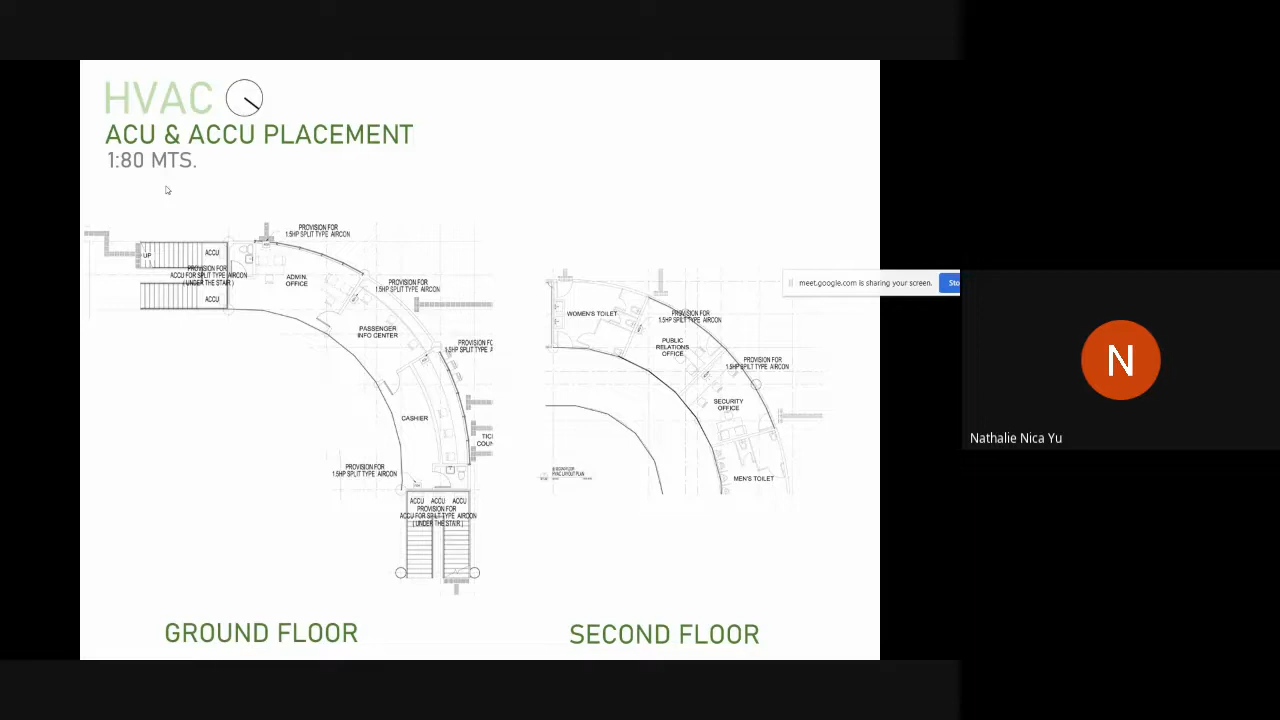 HVAC
ACU & ACCU PLACEMENT
1:80 MTS.
PROVISION FOR
1.5HP SPLIT TYPE AIRCON
UP
ACCU
PROVISION FOR
ACCU FOR SPLIT TYPE AIRCON
( UNDER THE STAIR )
ACCU
ADMIN.
OFFICE
PROVISION FOR
1.5HP SPLIT TYPE AIRCON
PASSENGER
INFO CENTER
PROVISION FC
1.5HP SPLIT TYPE A
CASHIER
TIC
COUN
PROVISION FOR
1.5HP SPLIT TYPE AIRCON
ACCU ACCU ACCU
PROVISION FOR
ACCU FOR SPILT TYPE AIRCON
( UNDER THE STAIR )
GROUND FLOOR
WOMEN'S TOILET
PROVISION FOR
1.5HP SPLIT TYPE AIRCON
PUBLIC
RELATIONS
OFFICE
PROVISION FOR
1.5HP SPLIT TYPE AIRCON
SECURITY
OFFICE
MEN'S TOILET
SECOND FLOOR
meet.google.com is sharing your screen.
Sto
N
Nathalie Nica Yu